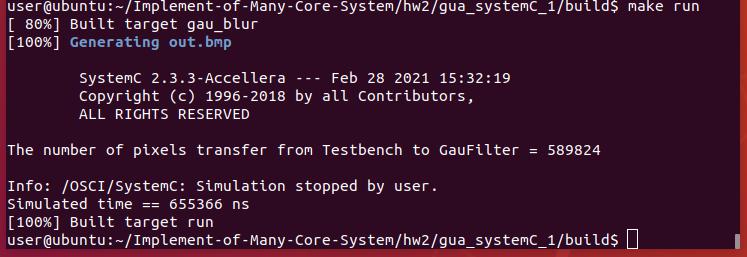 user@ubuntu:~/Implement-of-Many-Core-System/hw2/gua_systemC_1/build$ make run
[ 80%] Built target gau_blur
[100%] Generating out.bmp
SystemC 2.3.3-Accellera --- Feb 28 2021 15:32:19
Copyright (c) 1996-2018 by all Contributors,
ALL RIGHTS RESERVED
The number of pixels transfer from Testbench to GauFilter = 589824
Info: /OSCI/SystemC: Simulation stopped by user.
Simulated time == 655366 ns
[100%] Built target run
user@ubuntu:~/Implement-of-Many-Core-System/hw2/gua_systemC_1/build$